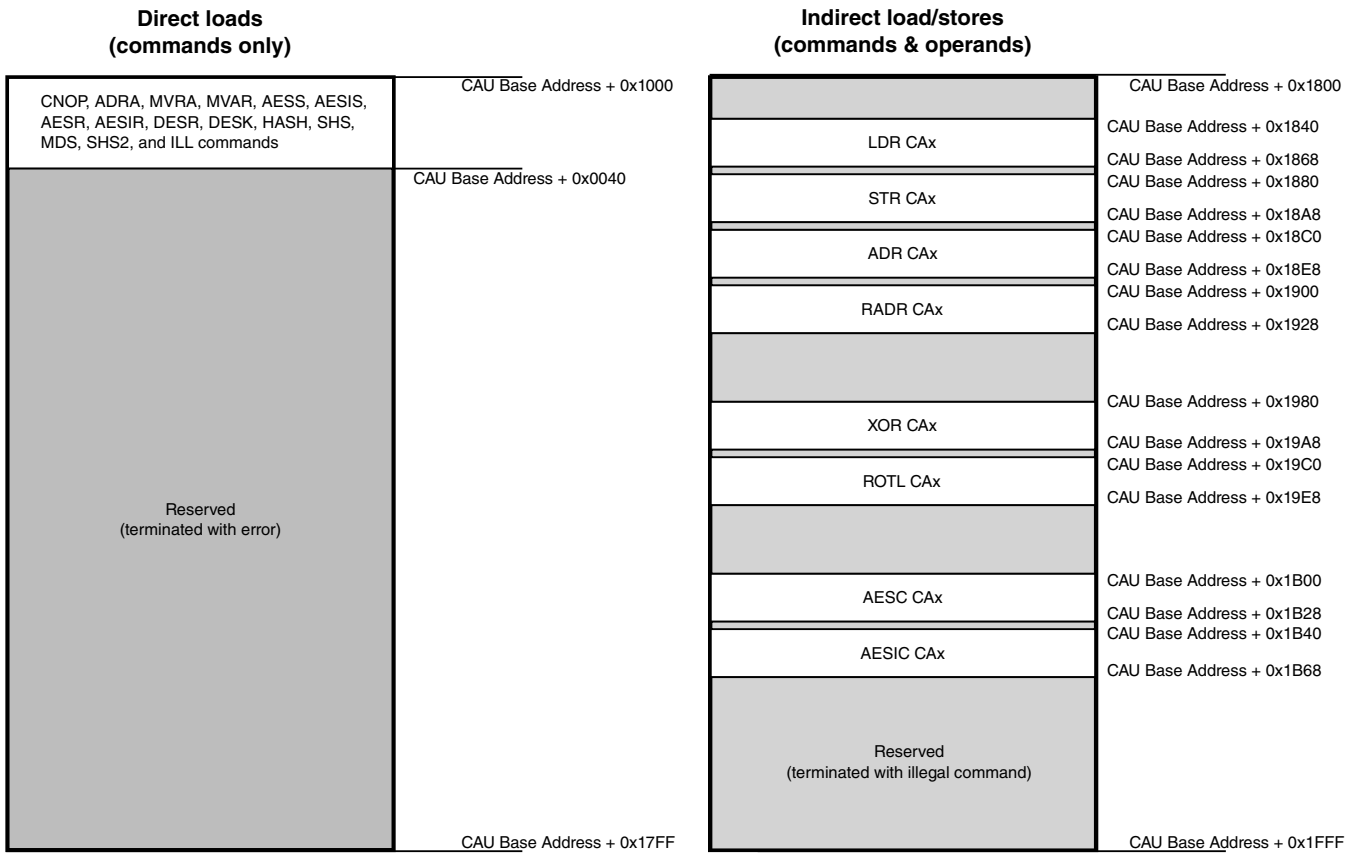 Direct loads
(commands only)
CAU Base Address + 0x1000
CNOP, ADRA, MVRA, MVAR, AESS, AESIS,
AESR, AESIR, DESR, DESK, HASH, SHS,
MDS, SHS2, and ILL commands
CAU Base Address + 0x0040
Reserved
(terminated with error)
CAU Base Address + 0x17FF
Indirect load/stores
(commands & operands)
CAU Base Address + 0x1800
CAU Base Address + 0x1840
LDR CAx
CAU Base Address + 0x1868
CAU Base Address + 0x1880
STR CAx
CAU Base Address + 0x18A8
CAU Base Address + 0x18C0
ADR CAx
CAU Base Address + 0x18E8
CAU Base Address + 0x1900
RADR CAx
CAU Base Address + 0x1928
CAU Base Address + 0x1980
XOR CAx
CAU Base Address + 0x19A8
CAU Base Address + 0x19C0
ROTL CAx
CAU Base Address + 0x19E8
CAU Base Address + 0x1B00
AESC CAx
CAU Base Address + 0x1B28
CAU Base Address + 0x1B40
AESIC CAx
CAU Base Address + 0x1B68
Reserved
(terminated with illegal command)
CAU Base Address + 0x1FFF